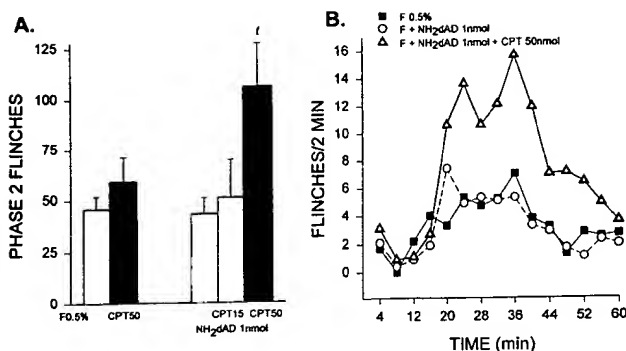 A.
PHASE 2 FLINCHES
125
100
75
50
25
0
t
F0.5% CPT50 CPT15 CPT50
NH2dAD 1nmol
B.
F 0.5%
F + NH2dAD 1nmol
F + NH2dAD 1nmol + CPT 50nmol
FLINCHES/2 MIN
16
14
12
10
8
6
4
2
0
4 12 20 28 36 44 52 60
TIME (min)